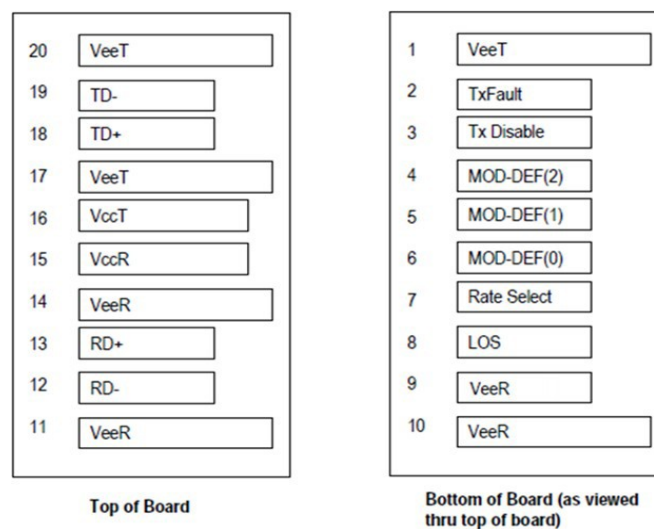 20 VeeT
19 TD-
18 TD+
17 VeeT
16 VccT
15 VccR
14 VeeR
13 RD+
12 RD-
11 VeeR
Top of Board
1 VeeT
2 TxFault
3 Tx Disable
4 MOD-DEF(2)
5 MOD-DEF(1)
6 MOD-DEF(0)
7 Rate Select
8 LOS
9 VeeR
10 VeeR
Bottom of Board (as viewed
thru top of board)